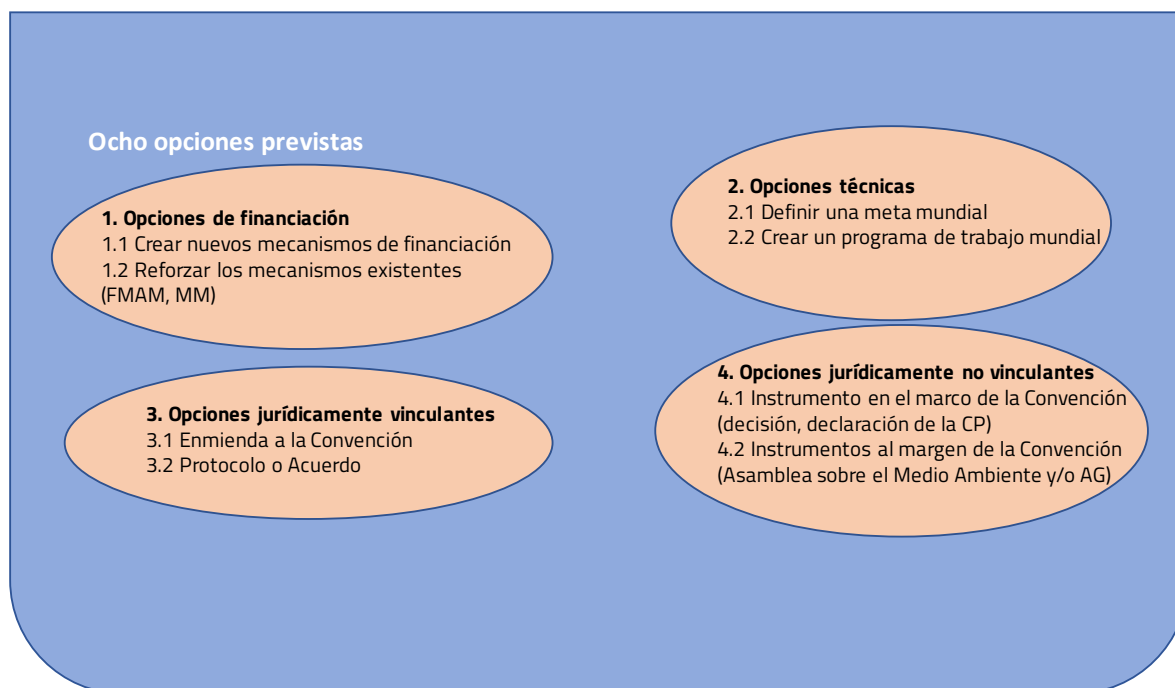 Ocho opciones previstas
1. Opciones de financiación
1.1 Crear nuevos mecanismos de financiación
1.2 Reforzar los mecanismos existentes
(FMAM, MM)
2. Opciones técnicas
2.1 Definir una meta mundial
2.2 Crear un programa de trabajo mundial
3. Opciones jurídicamente vinculantes
3.1 Enmienda a la Convención
3.2 Protocolo o Acuerdo
4. Opciones jurídicamente no vinculantes
4.1 Instrumento en el marco de la Convención
(decisión, declaración de la CP)
4.2 Instrumentos al margen de la Convención
(Asamblea sobre el Medio Ambiente y/o AG)